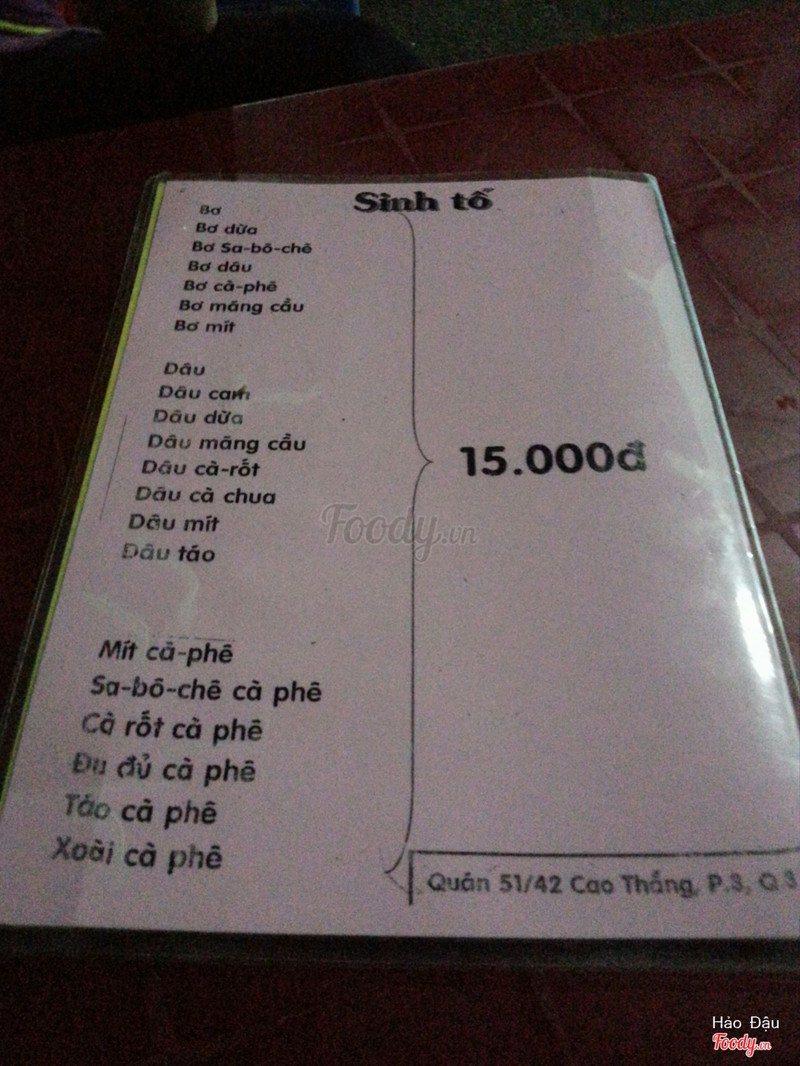 Sinh tố
Bơ
Bơ dừa
Bơ Sa-bô-chê
Bơ dâu
Bơ cà-phê
Bơ mãng cầu
Bơ mít
Dâu
Dâu cam
Dâu dừa
Dâu mãng cầu
Dâu cà-rốt
Dâu cà chua
Dâu mít
Dâu táo
15.000đ
Foody.vn
Mít cà-phê
Sa-bô-chê cà phê
Cà rốt cà phê
Đu đủ cà phê
Táo cà phê
Xoài cà phê
Quán 51/42 Cao Thắng, P.3, Q.3
Hảo Đậu
Foody.vn